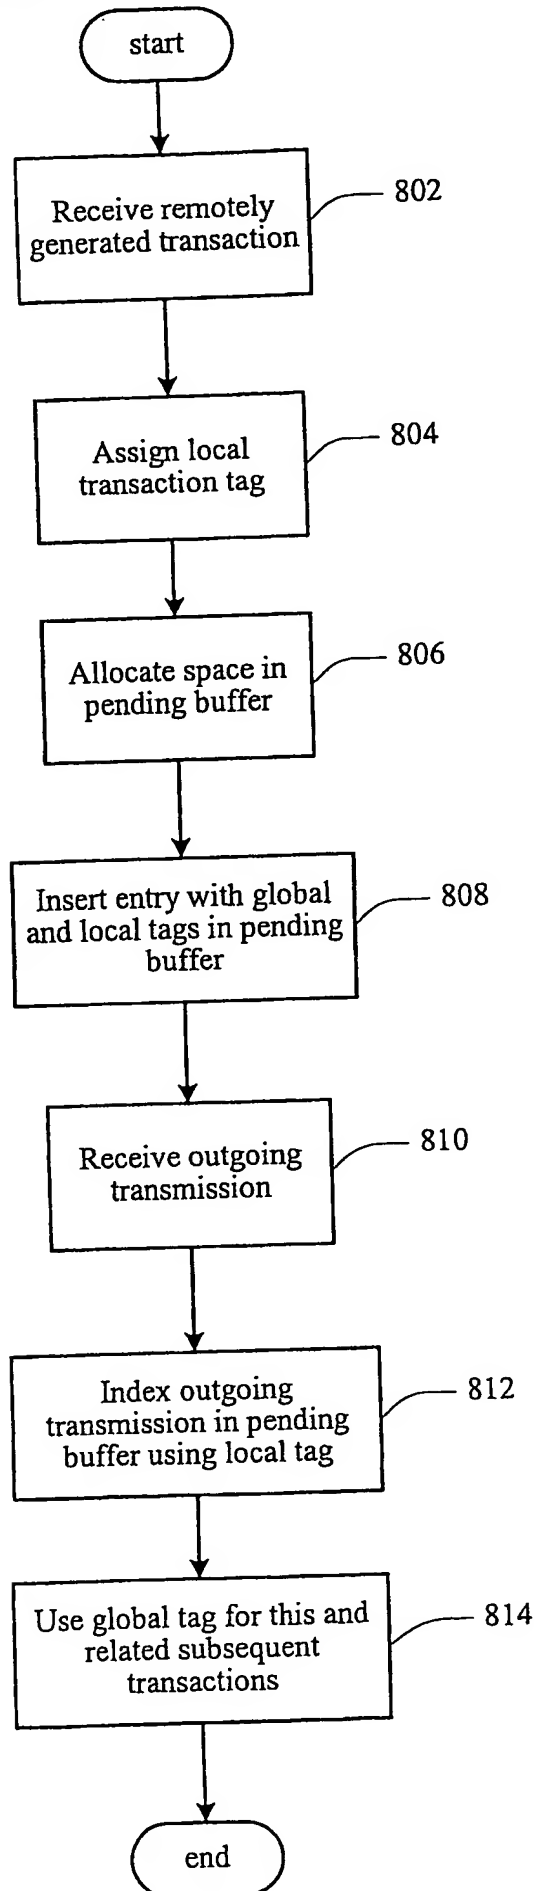 start
Receive remotely
generated transaction
802
Assign local
transaction tag
804
Allocate space in
pending buffer
806
Insert entry with global
and local tags in pending
buffer
808
Receive outgoing
transmission
810
Index outgoing
transmission in pending
buffer using local tag
812
Use global tag for this and
related subsequent
transactions
814
end